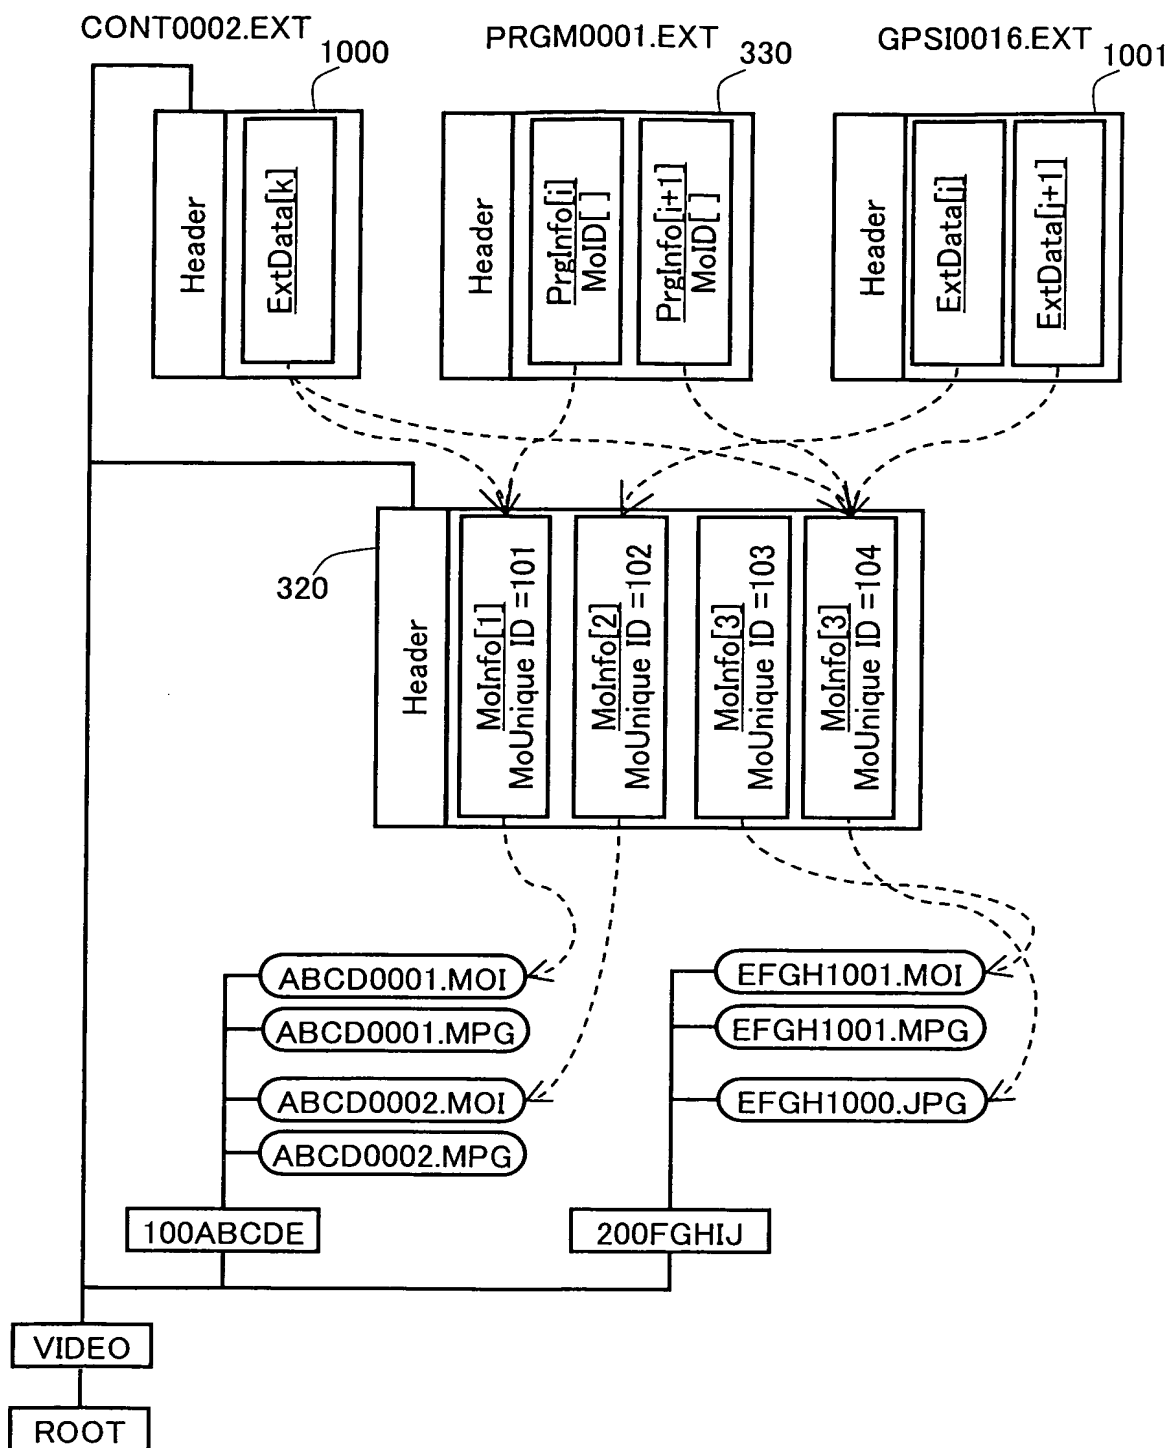 CONT0002.EXT
1000
PRGM0001.EXT
330
GPSI0016.EXT
1001
Header
ExtData[k]
Header
PrgInfo[i]
MoID[ ]
PrgInfo[i+1]
MoID[ ]
Header
ExtData[j]
ExtData[j+1]
320
Header
MoInfo[1]
MoUnique ID =101
MoInfo[2]
MoUnique ID =102
MoInfo[3]
MoUnique ID =103
MoInfo[3]
MoUnique ID =104
ABCD0001.MOI
ABCD0001.MPG
ABCD0002.MOI
ABCD0002.MPG
EFGH1001.MOI
EFGH1001.MPG
EFGH1000.JPG
100ABCDE
200FGHIJ
VIDEO
ROOT